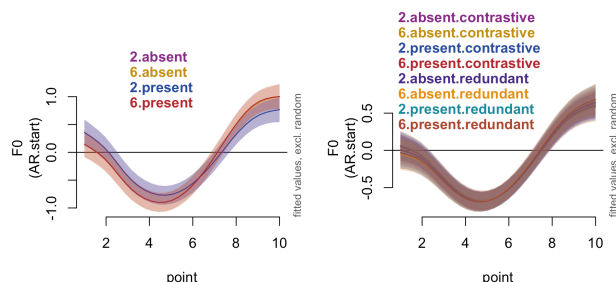 2.absent
6.absent
2.present
6.present
F0
(AR.start)
1.0
0.0
-1.0
2
4
6
8
10
point
fitted values, excl. random
2.absent.contrastive
6.absent.contrastive
2.present.contrastive
6.present.contrastive
2.absent.redundant
6.absent.redundant
2.present.redundant
6.present.redundant
F0
(AR.start)
0.5
0.0
-0.5
2
4
6
8
10
point
fitted values, excl. random